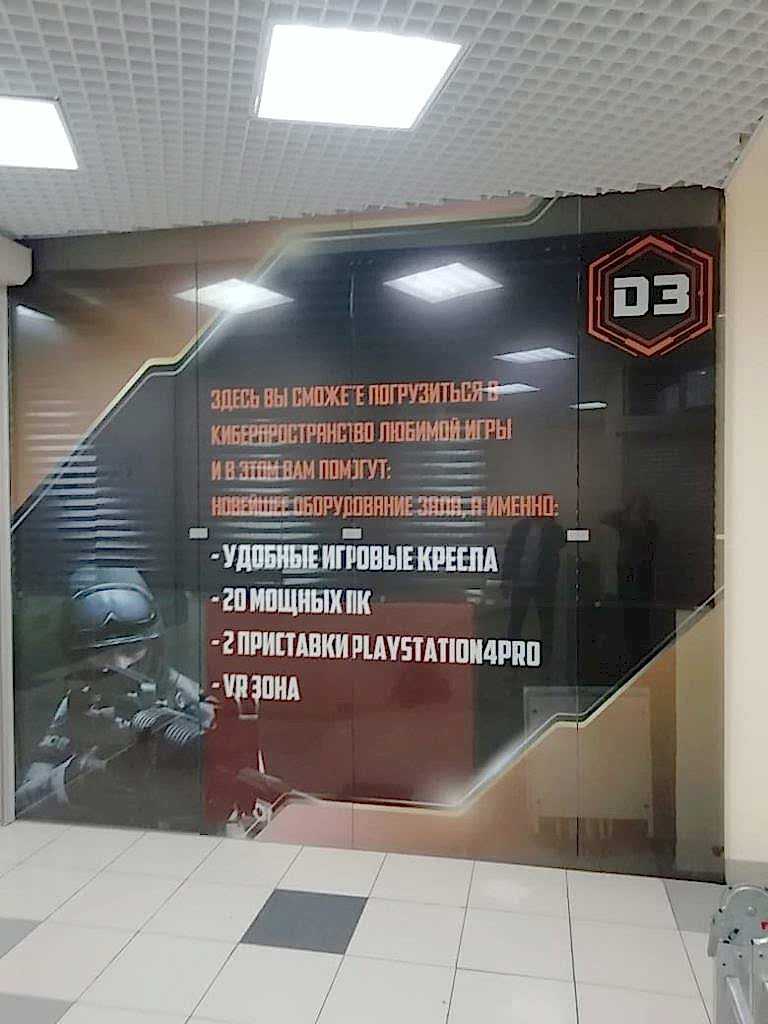 D3
ЗДЕСЬ ВЫ СМОЖЕТЕ ПОГРУЗИТЬСЯ В
КИБЕРПРОСТРАНСТВО ЛЮБИМОЙ ИГРЫ
И В ЭТОМ ВАМ ПОМОГУТ:
НОВЕЙШЕЕ ОБОРУДОВАНИЕ ЗАЛА, А ИМЕННО:
- УДОБНЫЕ ИГРОВЫЕ КРЕСЛА
- 20 МОЩНЫХ ПК
- 2 ПРИСТАВКИ PLAYSTATION4PRO
- VR ЗОНА